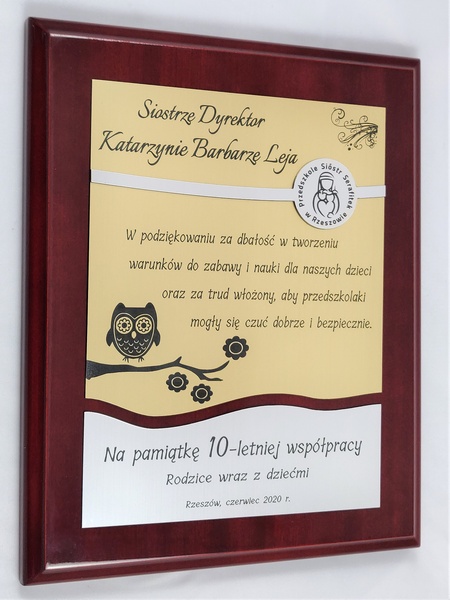 Siostrze Dyrektor
Katarzynie Barbarze Leja
Przedszkole Sióstr Serafitek
w Rzeszowie
W podziękowaniu za dbałość w tworzeniu
warunków do zabawy i nauki dla naszych dzieci
oraz za trud włożony, aby przedszkolaki
mogły się czuć dobrze i bezpiecznie.
Na pamiątkę 10-letniej współpracy
Rodzice wraz z dziećmi
Rzeszów, czerwiec 2020 r.